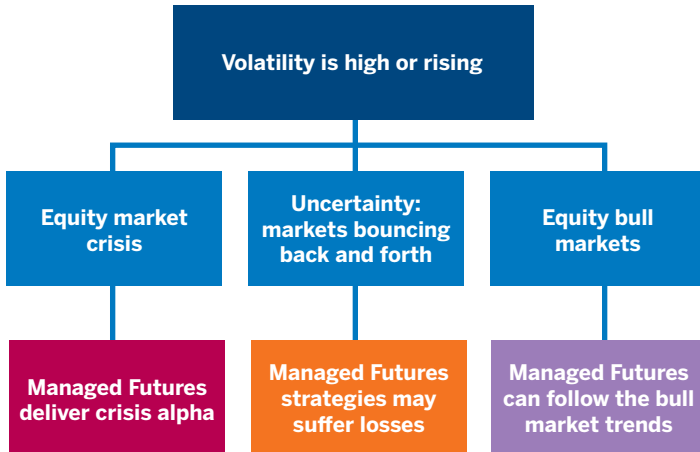 Volatility is high or rising
Equity market
crisis
Uncertainty:
markets bouncing
back and forth
Equity bull
markets
Managed Futures
deliver crisis alpha
Managed Futures
strategies may
suffer losses
Managed Futures
can follow the bull
market trends